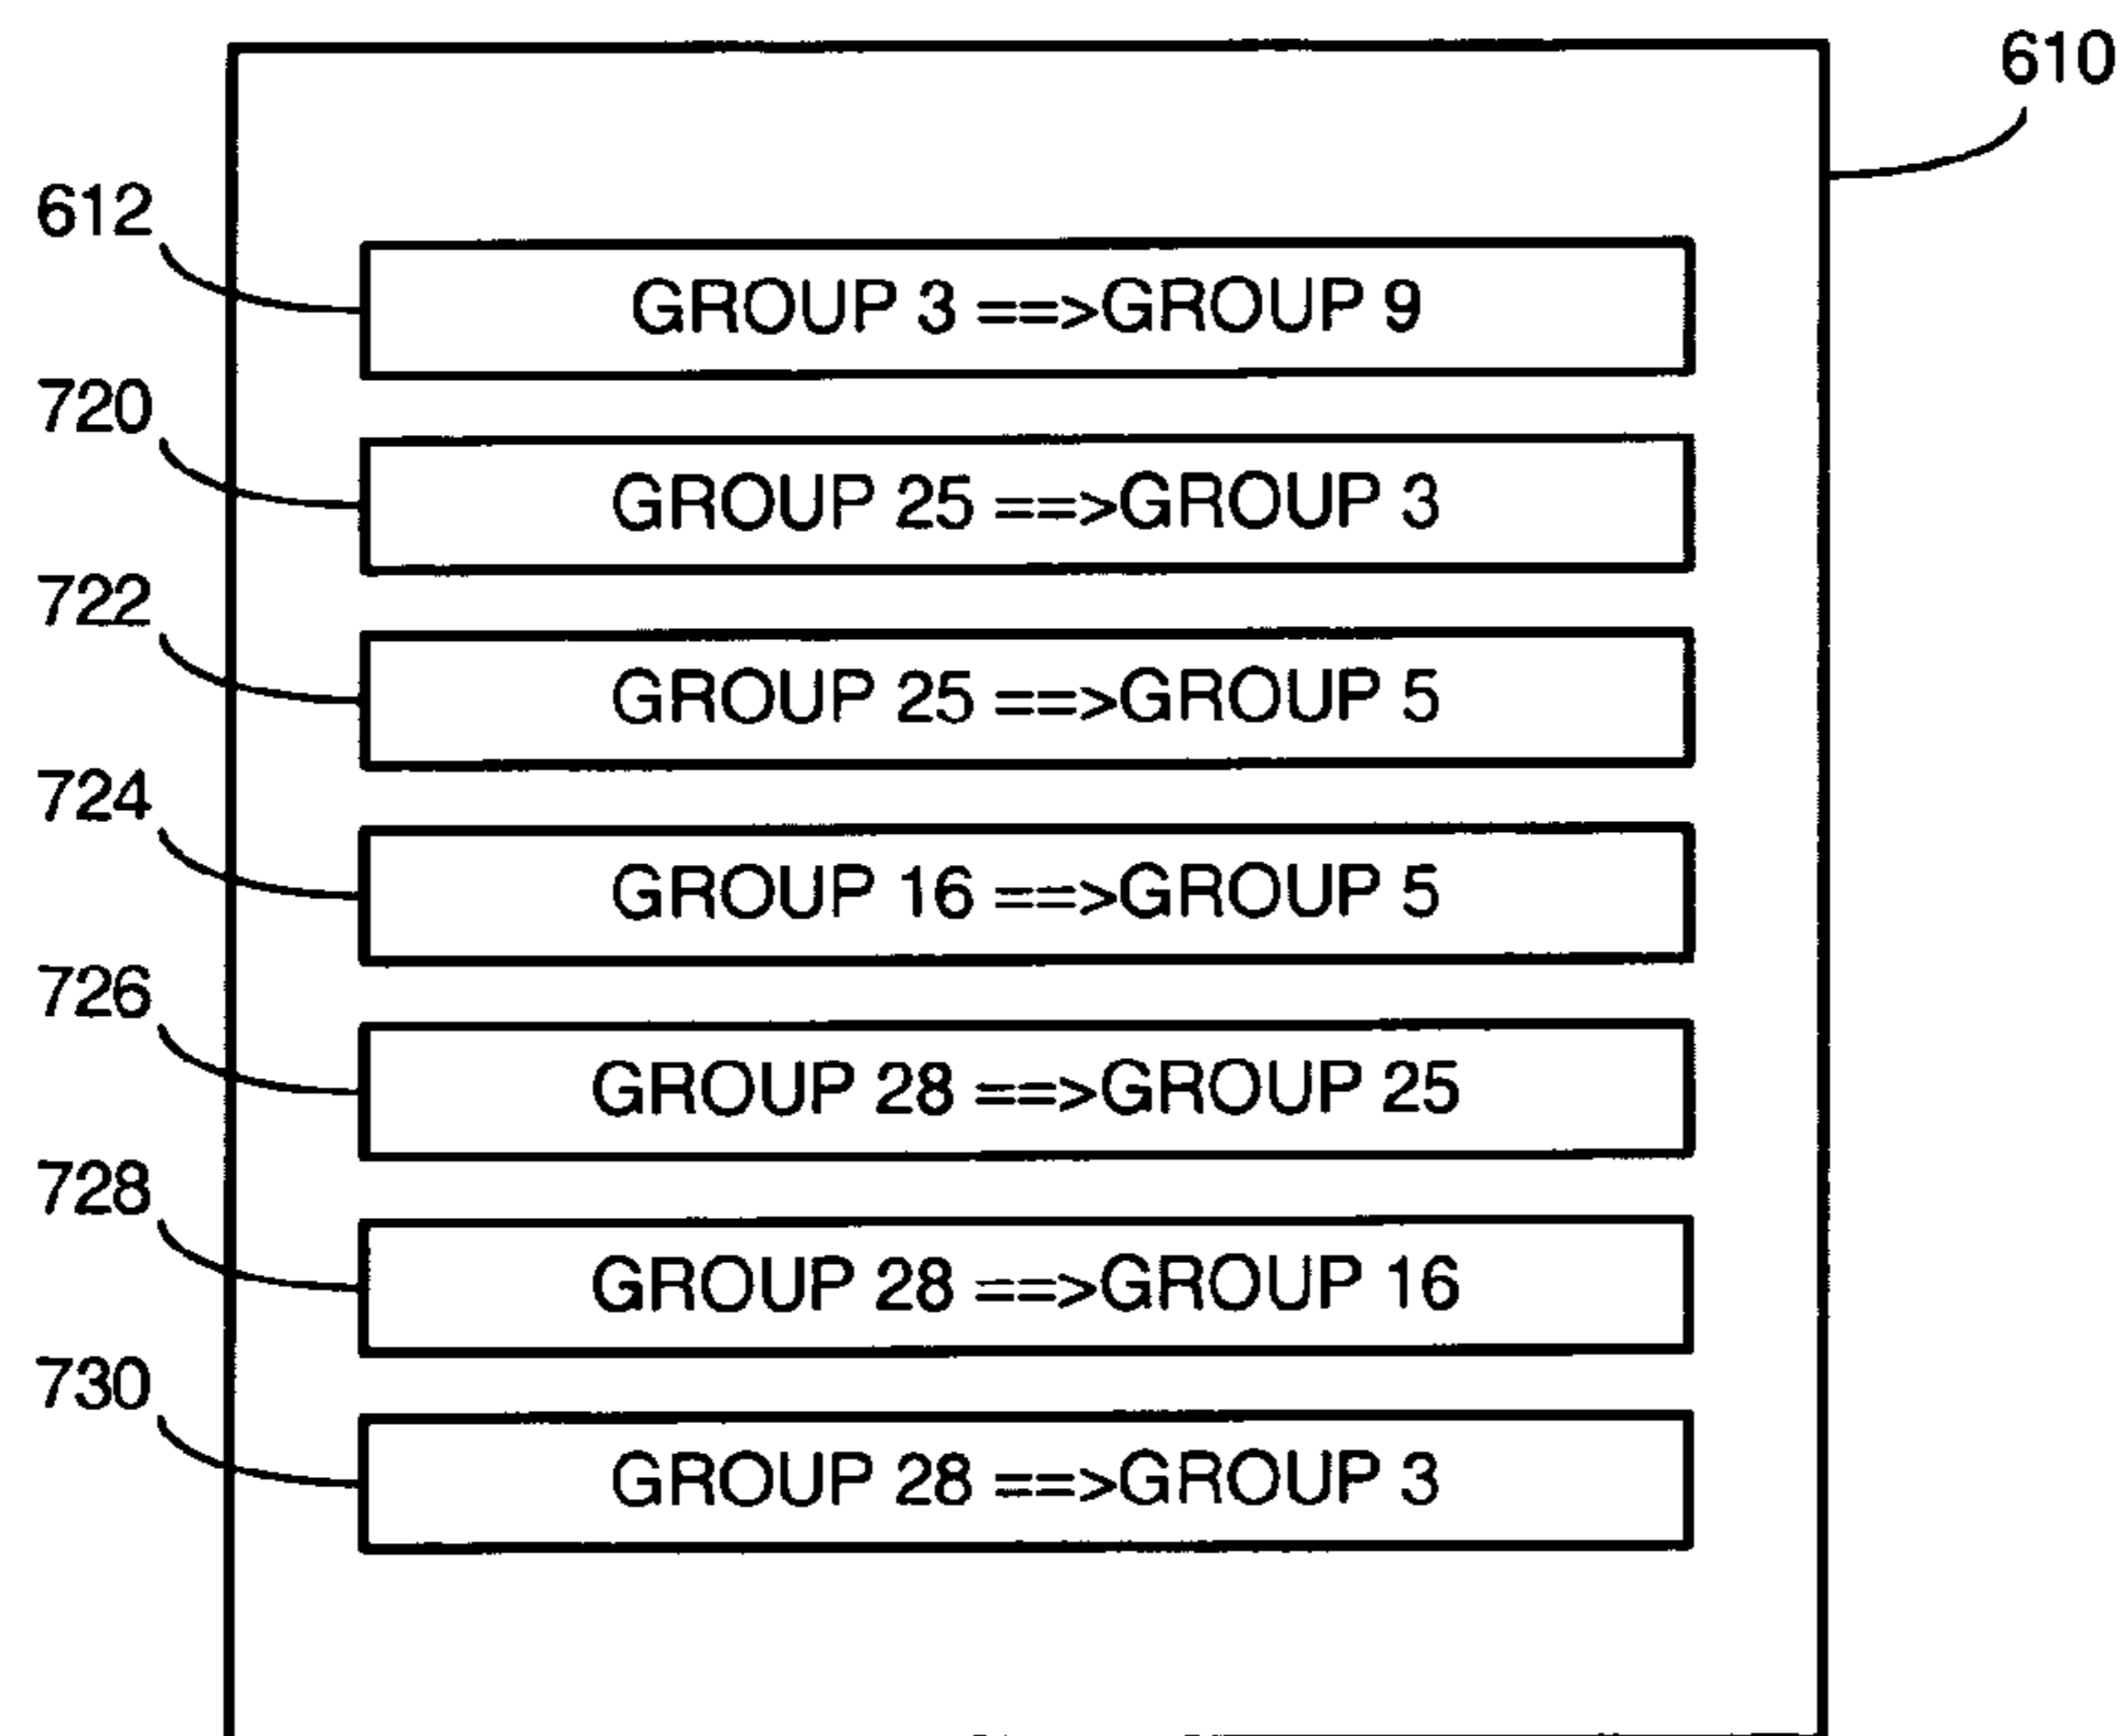 610
612
GROUP 3 ==>GROUP 9
720
GROUP 25 ==>GROUP 3
722
GROUP 25 ==>GROUP 5
724
GROUP 16 ==>GROUP 5
726
GROUP 28 ==>GROUP 25
728
GROUP 28 ==>GROUP 16
730
GROUP 28 ==>GROUP 3